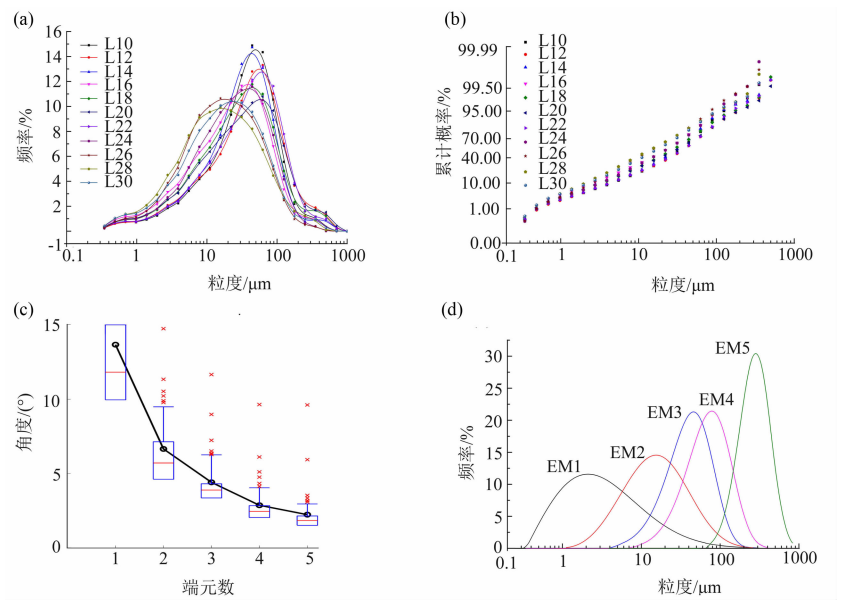 (a)
16
14
12
10
8
6
4
2
-1
频率/%
L10
L12
L14
L16
L18
L20
L22
L24
L26
L28
L30
0.1
1
10
100
1000
粒度/μm
(b)
99.99
99.50
95.00
70.00
40.00
10.00
1.00
0.00
累计概率/%
L10
L12
L14
L16
L18
L20
L22
L24
L26
L28
L30
0.1
1
10
100
1000
粒度/μm
(c)
15
10
5
0
角度/(°)
1
2
3
4
5
端元数
(d)
30
25
20
15
10
5
0
频率/%
EM1
EM2
EM3
EM4
EM5
0.1
1
10
100
1000
粒度/μm